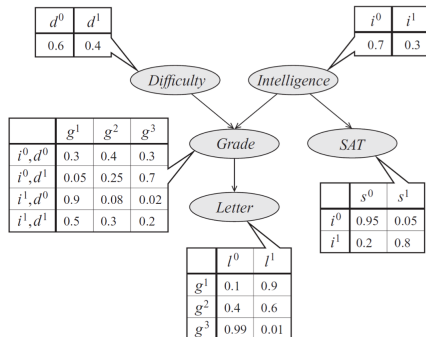 d⁰ d¹
0.6 0.4
i⁰ i¹
0.7 0.3
Difficulty
Intelligence
g¹ g² g³
i⁰,d⁰ 0.3 0.4 0.3
i⁰,d¹ 0.05 0.25 0.7
i¹,d⁰ 0.9 0.08 0.02
i¹,d¹ 0.5 0.3 0.2
Grade
SAT
s⁰ s¹
i⁰ 0.95 0.05
i¹ 0.2 0.8
Letter
l⁰ l¹
g¹ 0.1 0.9
g² 0.4 0.6
g³ 0.99 0.01